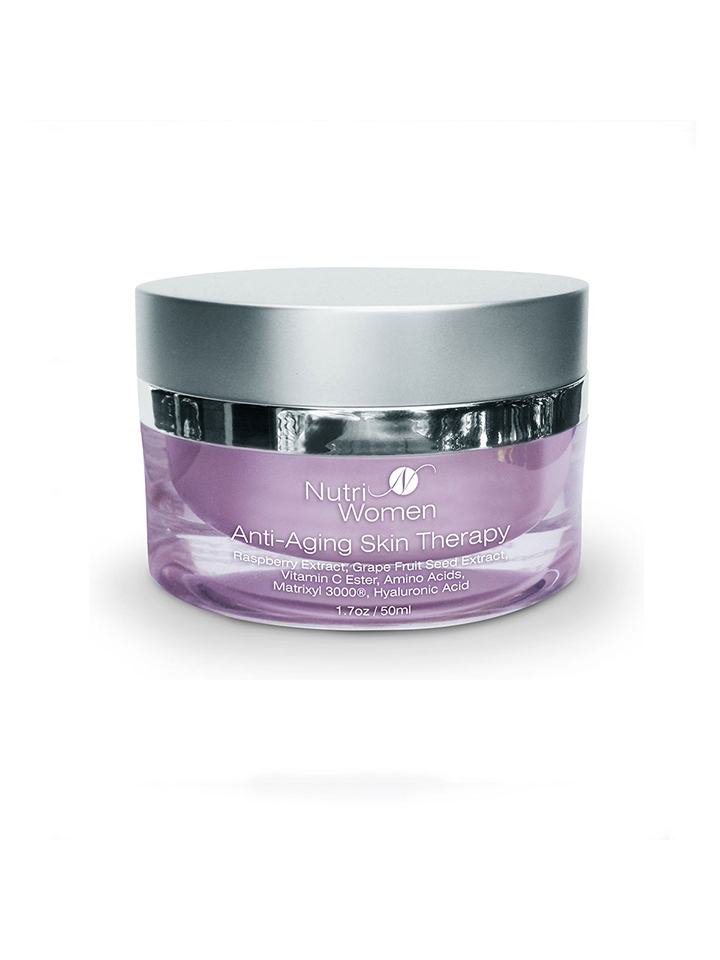 Nutri
Women
Anti-Aging Skin Therapy
Raspberry Extract, Grape Fruit Seed Extract,
Vitamin C Ester, Amino Acids,
Matrixyl 3000®, Hyaluronic Acid
1.7oz / 50ml